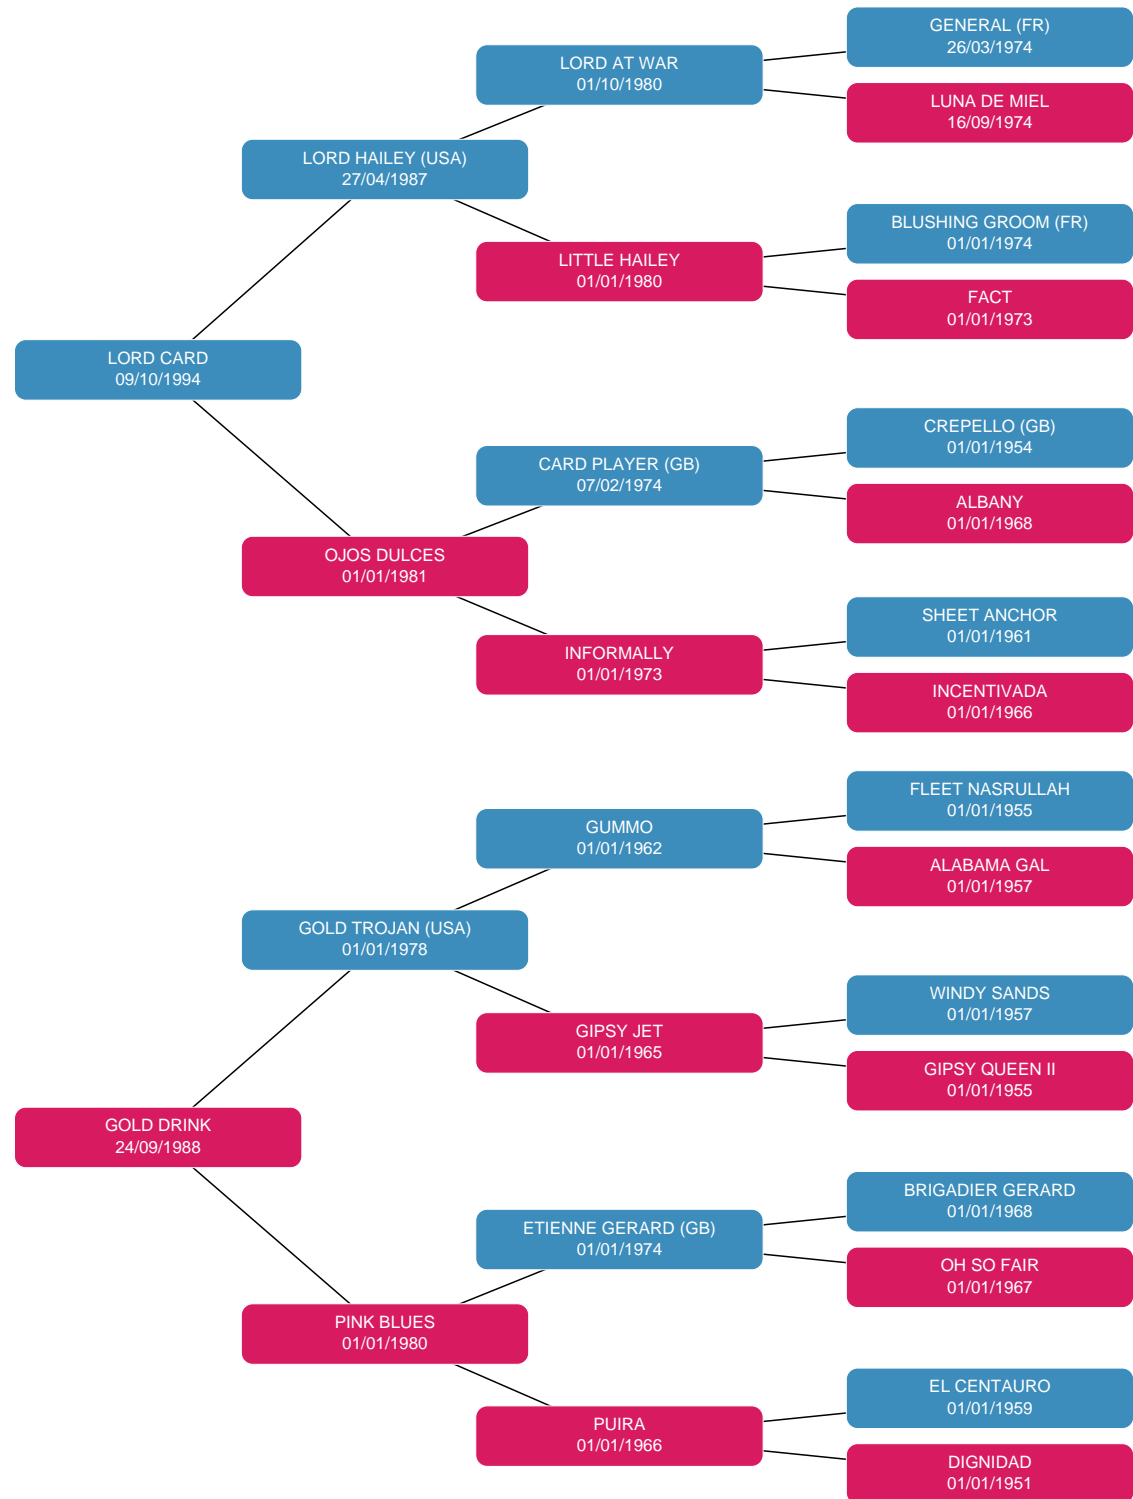 GENERAL (FR)
26/03/1974
LORD AT WAR
01/10/1980
LUNA DE MIEL
16/09/1974
LORD HAILEY (USA)
27/04/1987
BLUSHING GROOM (FR)
01/01/1974
LITTLE HAILEY
01/01/1980
FACT
01/01/1973
LORD CARD
09/10/1994
CREPELLO (GB)
01/01/1954
CARD PLAYER (GB)
07/02/1974
ALBANY
01/01/1968
OJOS DULCES
01/01/1981
SHEET ANCHOR
01/01/1961
INFORMALLY
01/01/1973
INCENTIVADA
01/01/1966
FLEET NASRULLAH
01/01/1955
GUMMO
01/01/1962
ALABAMA GAL
01/01/1957
GOLD TROJAN (USA)
01/01/1978
WINDY SANDS
01/01/1957
GIPSY JET
01/01/1965
GIPSY QUEEN II
01/01/1955
GOLD DRINK
24/09/1988
BRIGADIER GERARD
01/01/1968
ETIENNE GERARD (GB)
01/01/1974
OH SO FAIR
01/01/1967
PINK BLUES
01/01/1980
EL CENTAURO
01/01/1959
PUIRA
01/01/1966
DIGNIDAD
01/01/1951